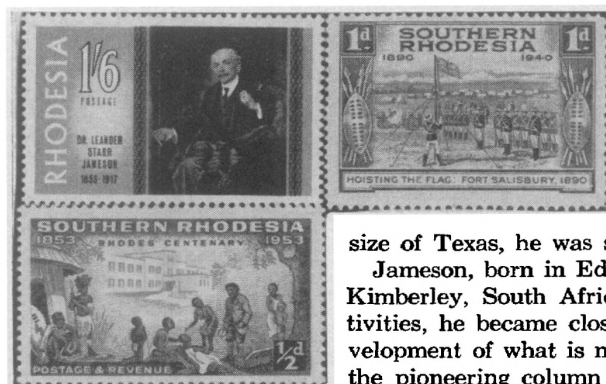 RHODESIA
1/6
POSTAGE
DR. LEANDER
STARR
JAMESON
1917
1d
SOUTHERN
RHODESIA
1d
1890 1940
HOISTING THE FLAG: FORT SALISBURY, 1890
SOUTHERN RHODESIA
1853 RHODES CENTENARY 1953
POSTAGE & REVENUE
½d
size of Texas, he was s
Jameson, born in Ed
Kimberley, South Afric
tivities, he became clos
velopment of what is n
the pioneering column